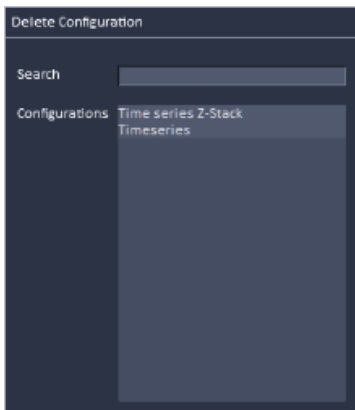 Delete Configuration
Search
Configurations
Time series Z-Stack
Timeseries